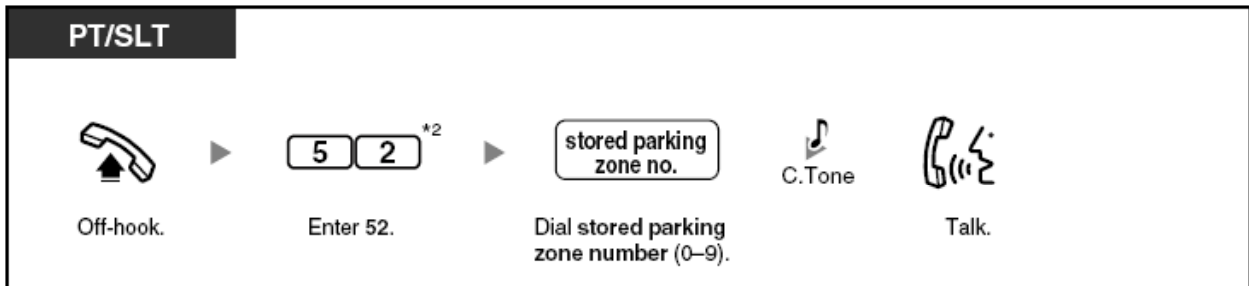 PT/SLT
5 2 *2
stored parking
zone no.
C.Tone
Off-hook.
Enter 52.
Dial stored parking
zone number (0–9).
Talk.